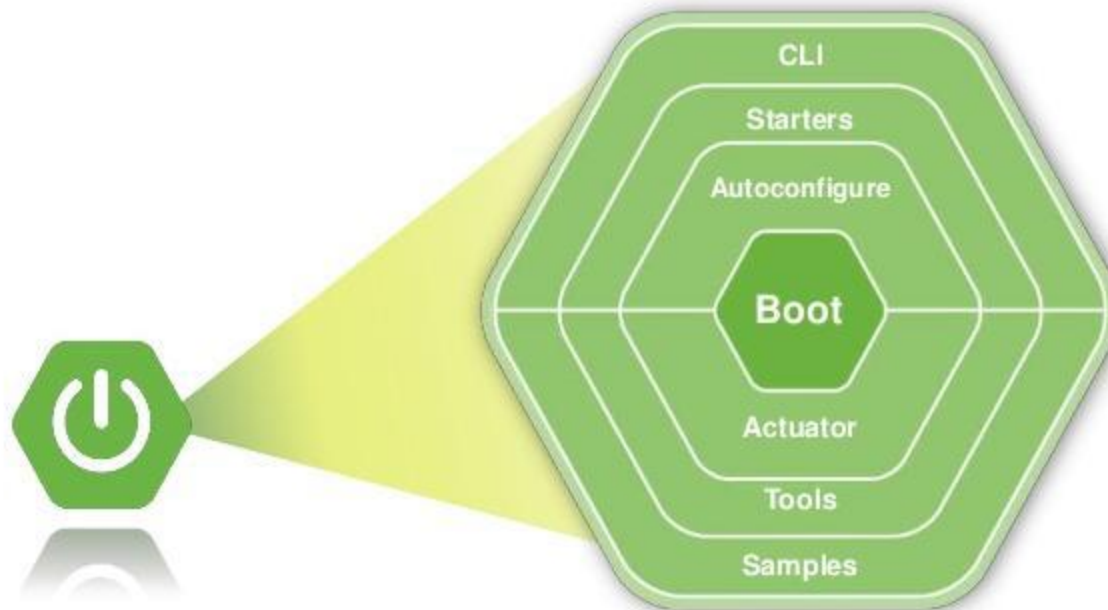 CLI
Starters
Autoconfigure
Boot
Actuator
Tools
Samples